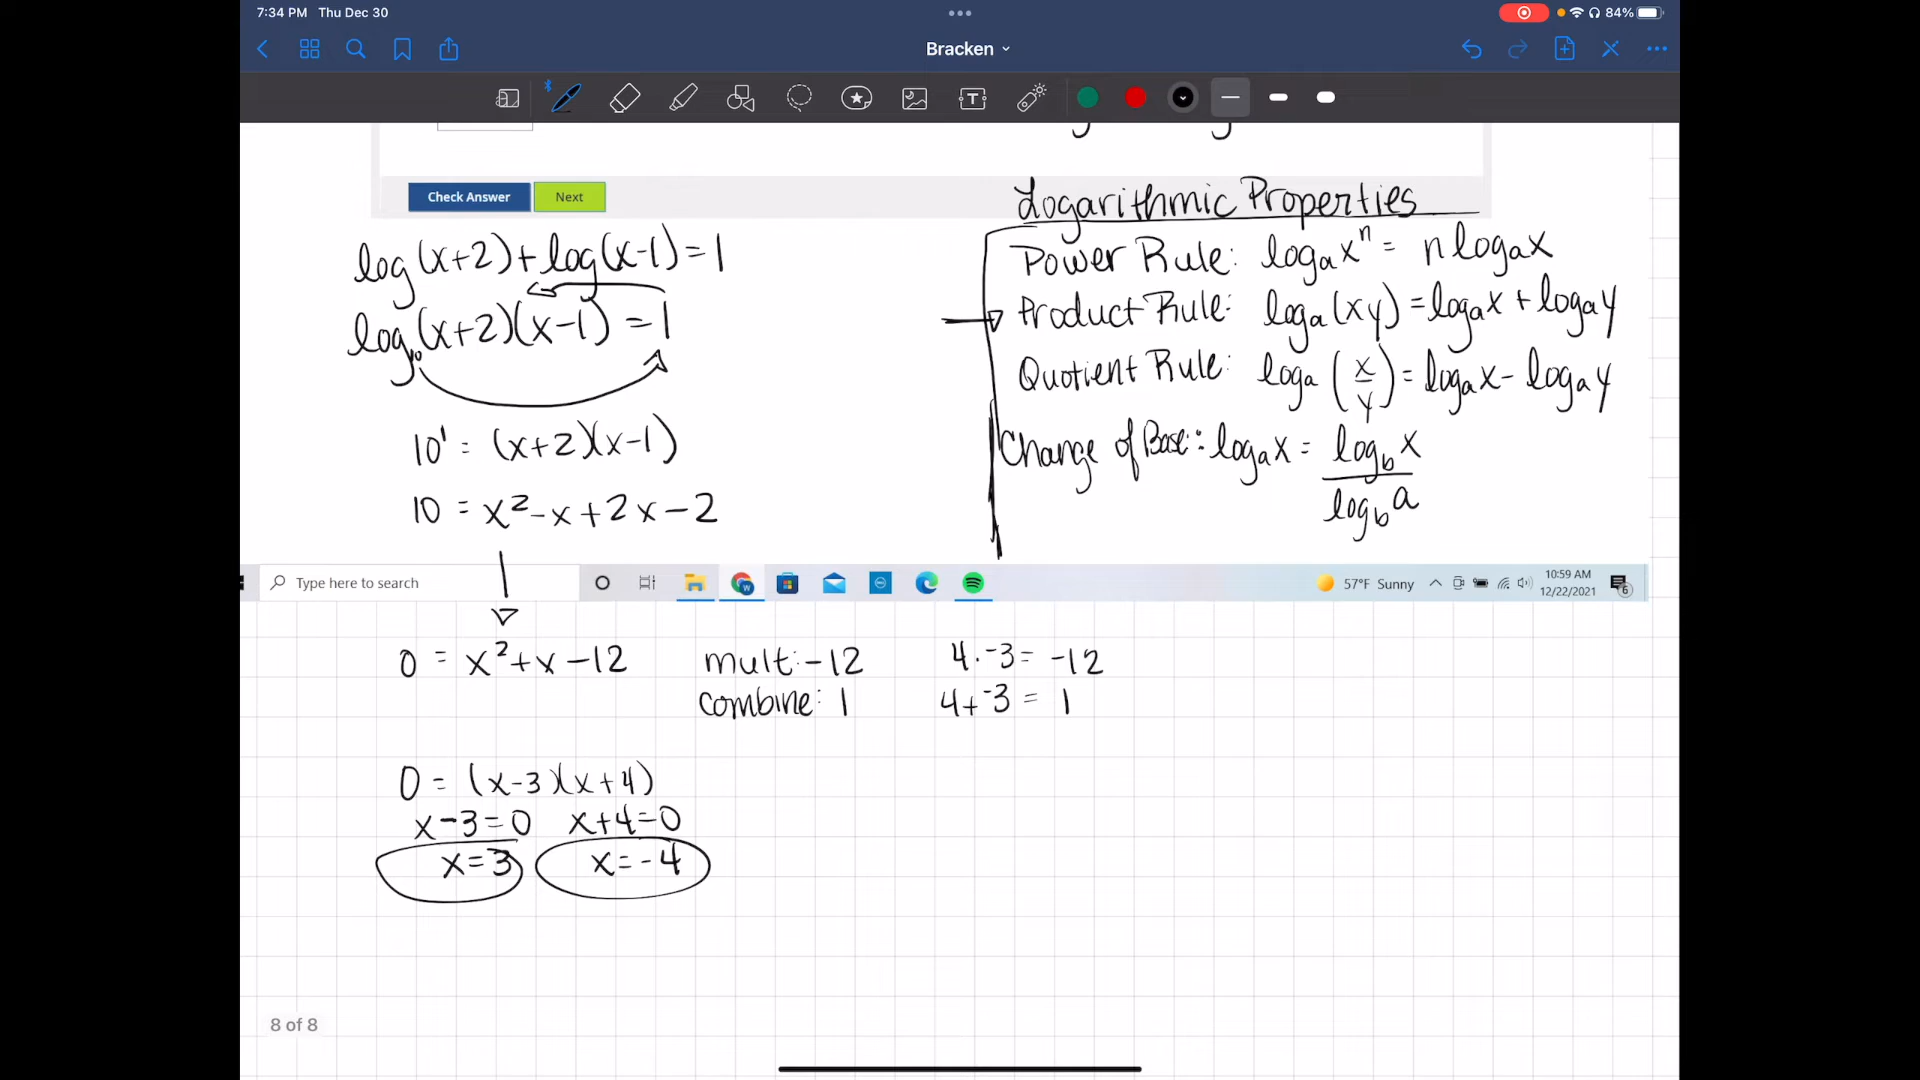 7:34 PM Thu Dec 30
84%
Bracken
Check Answer
Next
log(x+2)+log(x-1)=1
log₁₀(x+2)(x-1)=1
10¹ = (x+2)(x-1)
10 = x²-x+2x-2
Logarithmic Properties
Power Rule: logₐxⁿ = n logₐx
Product Rule: logₐ(xy) = logₐx + logₐy
Quotient Rule: logₐ(x/y) = logₐx - logₐy
Change of Base: logₐx = log_b x / log_b a
Type here to search
57°F Sunny
10:59 AM
12/22/2021
6
0 = x²+x-12
mult: -12
4·-3= -12
combine: 1
4+-3 = 1
0 = (x-3)(x+4)
x-3=0 x+4=0
x=3 x=-4
8 of 8